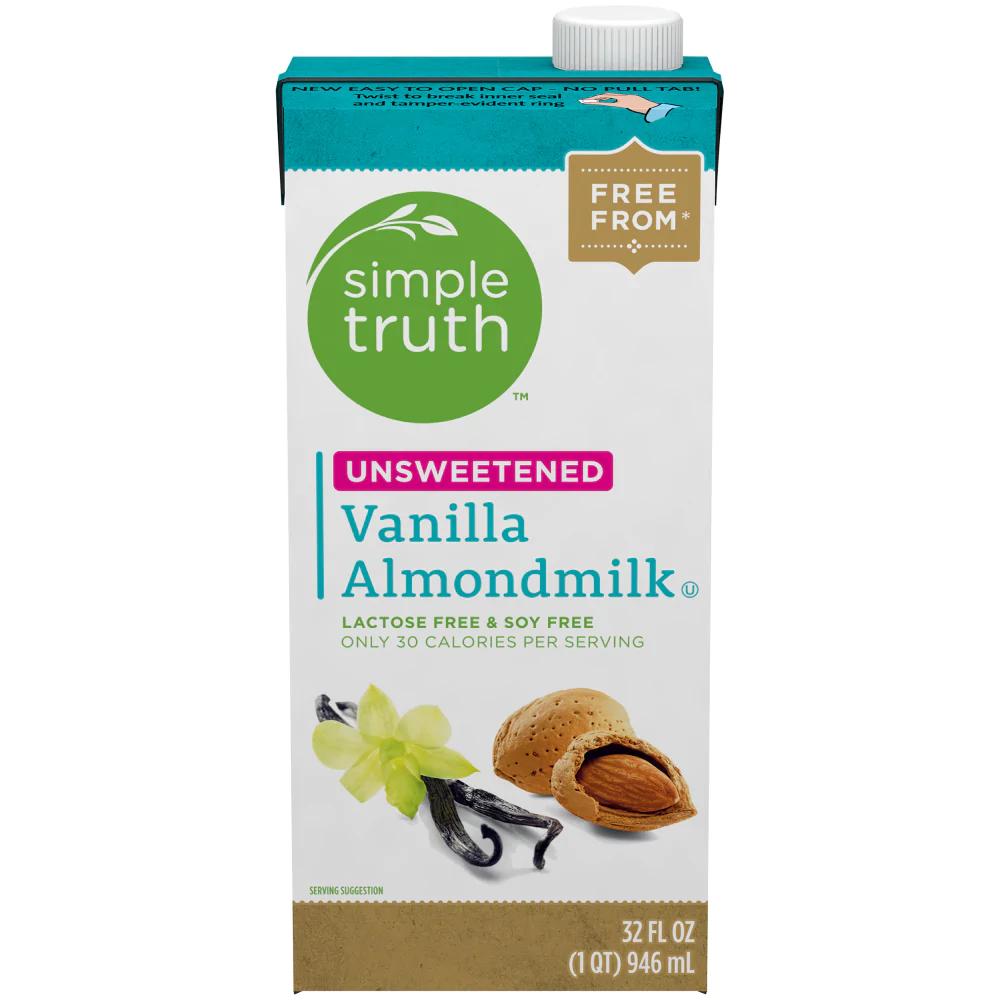 NEW EASY TO OPEN CAP - NO PULL TAB!
Twist to break inner seal
and tamper-evident ring
FREE
FROM*
simple
truth
TM
UNSWEETENED
Vanilla
Almondmilk Ⓤ
LACTOSE FREE & SOY FREE
ONLY 30 CALORIES PER SERVING
SERVING SUGGESTION
32 FL OZ
(1 QT) 946 mL